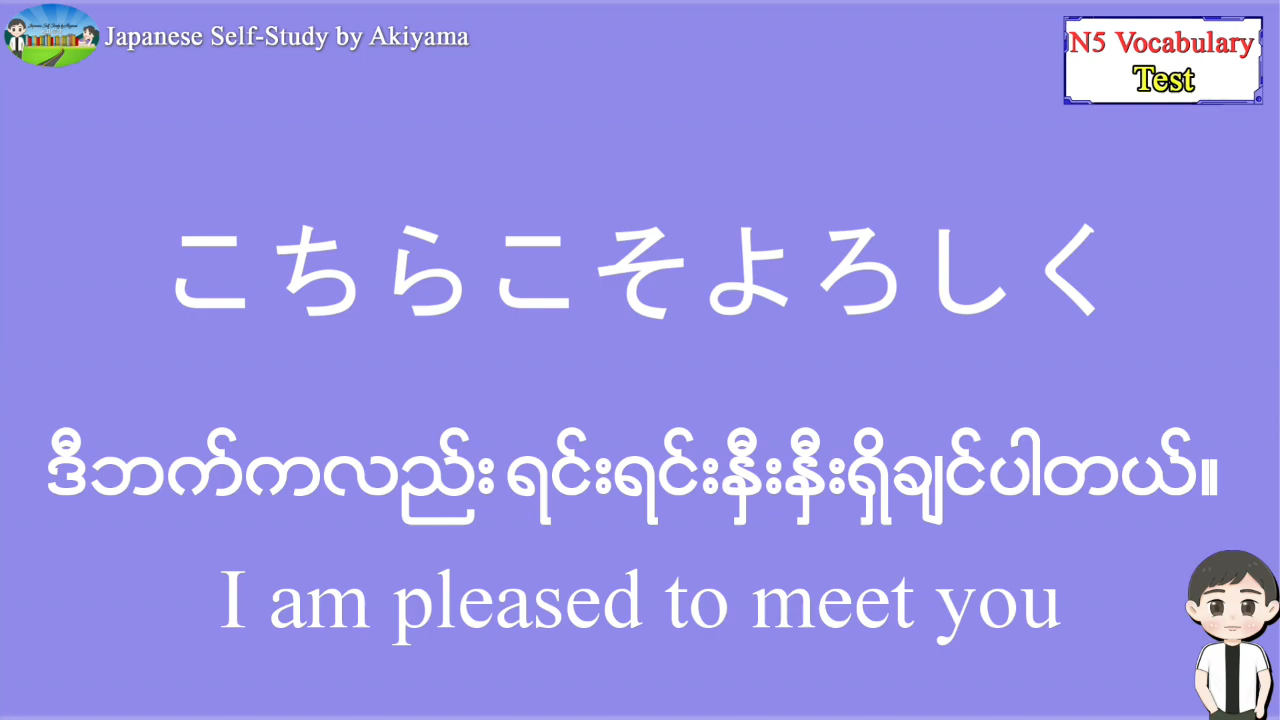 Japanese Self-Study by Akiyama
N5 Vocabulary
Test
こちらこそよろしく
ဒီဘက်ကလည်း ရင်းရင်းနှီးနှီးရှိချင်ပါတယ်။
I am pleased to meet you